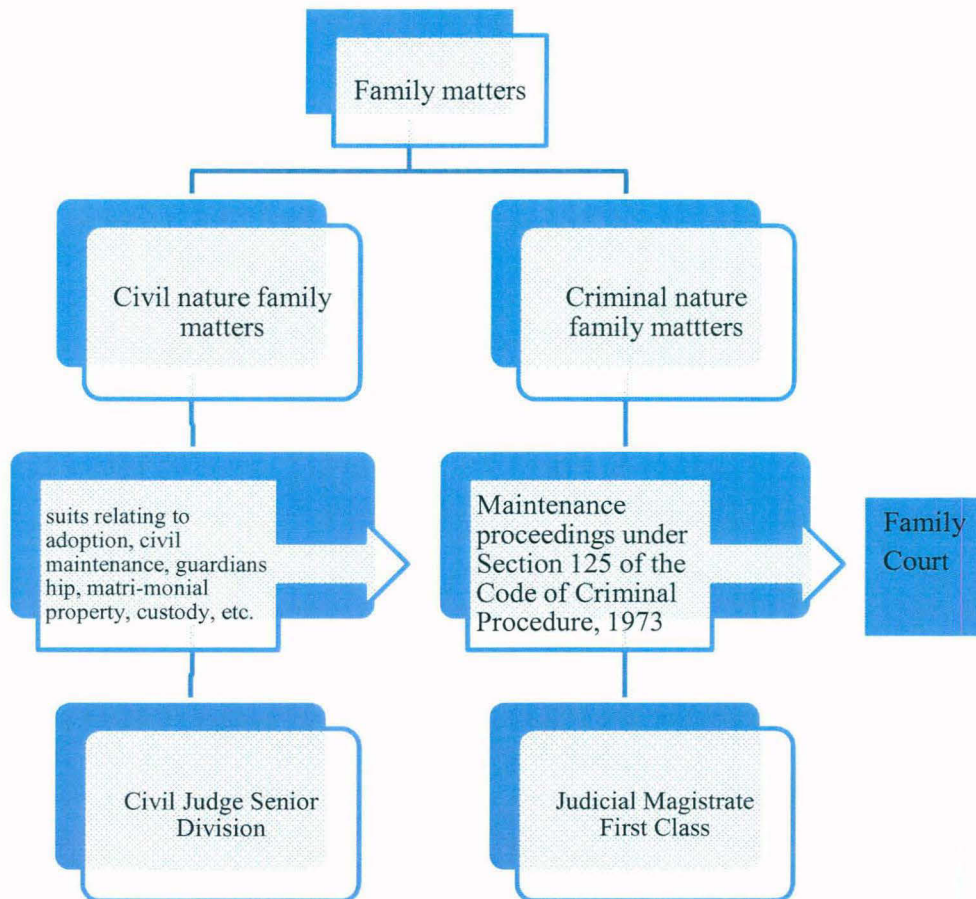 Family matters
Civil nature family
matters
Criminal nature
family mattters
suits relating to
adoption, civil
maintenance, guardians
hip, matri-monial
property, custody, etc.
Maintenance
proceedings under
Section 125 of the
Code of Criminal
Procedure, 1973
Family
Court
Civil Judge Senior
Division
Judicial Magistrate
First Class